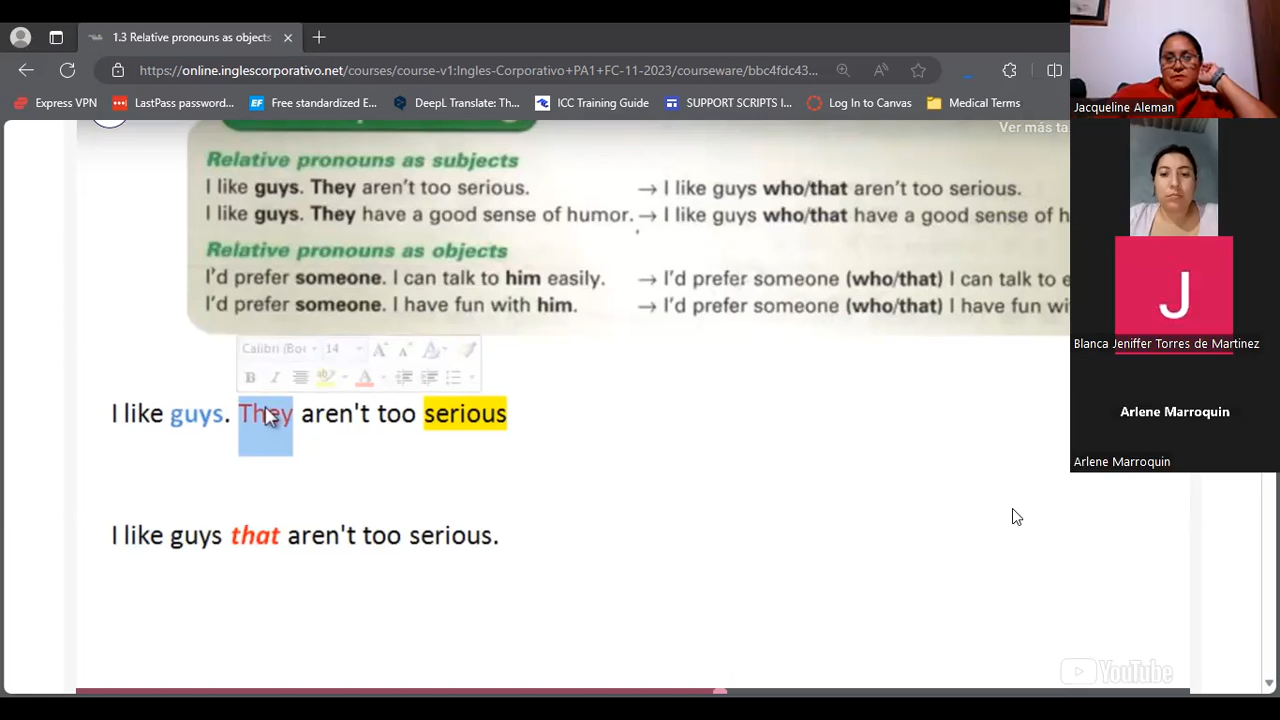 1.3 Relative pronouns as objects
https://online.inglescorporativo.net/courses/course-v1:Ingles-Corporativo+PA1+FC-11-2023/courseware/bbc4fdc43...
Express VPN
LastPass password...
EF Free standardized E...
DeepL Translate: Th...
ICC Training Guide
SUPPORT SCRIPTS I...
Log In to Canvas
Medical Terms
Ver más ta
Relative pronouns as subjects
I like guys. They aren't too serious. → I like guys who/that aren't too serious.
I like guys. They have a good sense of humor. → I like guys who/that have a good sense of h
Relative pronouns as objects
I'd prefer someone. I can talk to him easily. → I'd prefer someone (who/that) I can talk to e
I'd prefer someone. I have fun with him. → I'd prefer someone (who/that) I have fun wi
Calibri (Bo 14
I like guys. They aren't too serious
I like guys that aren't too serious.
YouTube
Jacqueline Aleman
J
Blanca Jeniffer Torres de Martinez
Arlene Marroquin
Arlene Marroquin